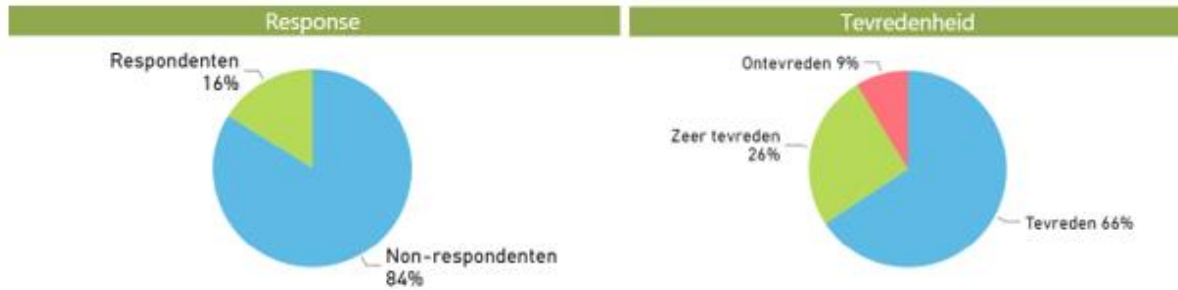 Response
Respondenten
16%
Non-respondenten
84%
Tevredenheid
Ontevreden 9%
Zeer tevreden
26%
Tevreden 66%